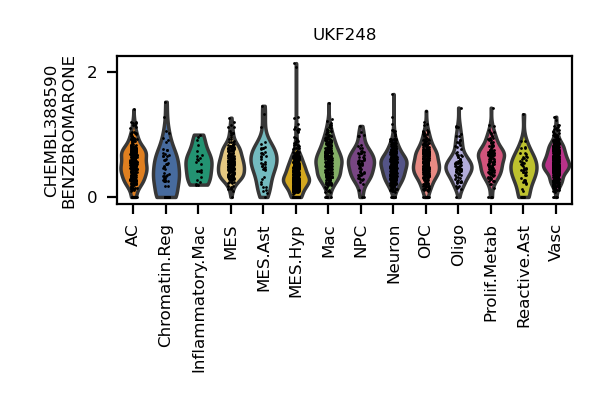 UKF248
CHEMBL388590
BENZBROMARONE
2
0
AC
Chromatin.Reg
Inflammatory.Mac
MES
MES.Ast
MES.Hyp
Mac
NPC
Neuron
OPC
Oligo
Prolif.Metab
Reactive.Ast
Vasc